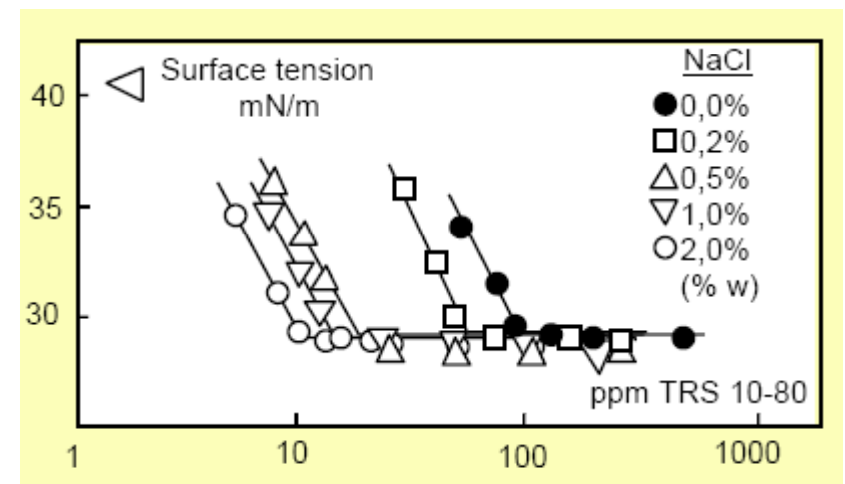 Surface tension
mN/m
NaCl
0,0%
0,2%
0,5%
1,0%
2,0%
(% w)
40
35
30
ppm TRS 10-80
1
10
100
1000